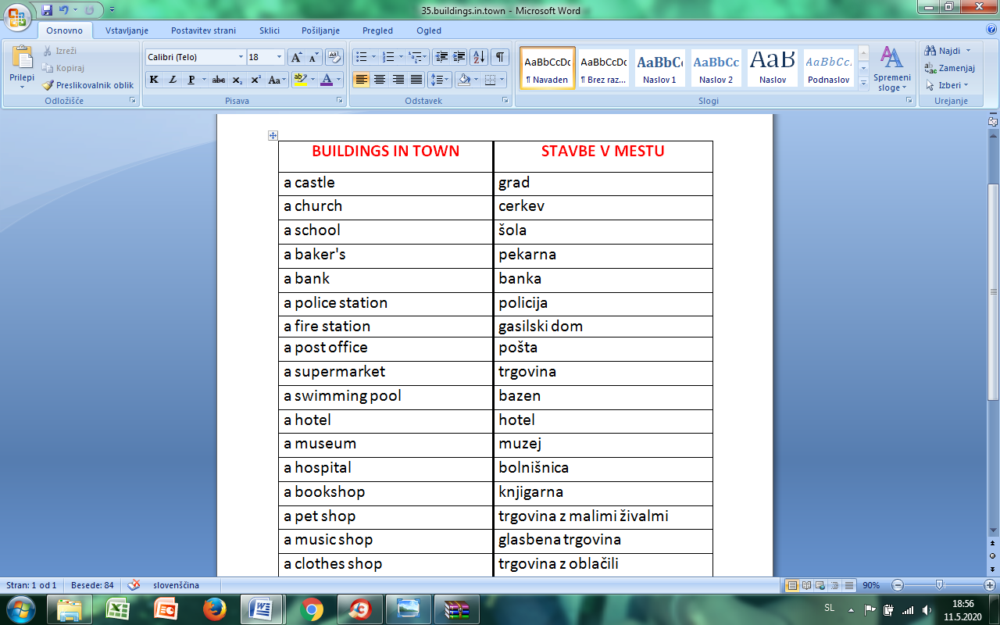 35.buildings.in.town - Microsoft Word
Osnovno Vstavljanje Postavitev strani Sklici Pošiljanje Pregled Ogled
Prilepi
Izreži
Kopiraj
Preslikovalnik oblik
Odložišče
Calibri (Telo) 18
K L P abc x₂ x² Aa
Pisava
Odstavek
AaBbCcDc AaBbCcDc AaBbCc AaBbCc AaB AaBbCc.
¶ Navaden ¶ Brez raz... Naslov 1 Naslov 2 Naslov Podnaslov
Spremeni sloge
Slogi
Najdi
Zamenjaj
Izberi
Urejanje
BUILDINGS IN TOWN STAVBE V MESTU
a castle grad
a church cerkev
a school šola
a baker's pekarna
a bank banka
a police station policija
a fire station gasilski dom
a post office pošta
a supermarket trgovina
a swimming pool bazen
a hotel hotel
a museum muzej
a hospital bolnišnica
a bookshop knjigarna
a pet shop trgovina z malimi živalmi
a music shop glasbena trgovina
a clothes shop trgovina z oblačili
Stran: 1 od 1 Besede: 84 slovenščina 90%
SL 18:56
11.5.2020